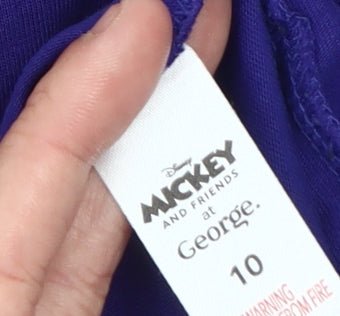 Disney
MICKEY
AND FRIENDS
at
George.
10
WARNING
FROM FIRE